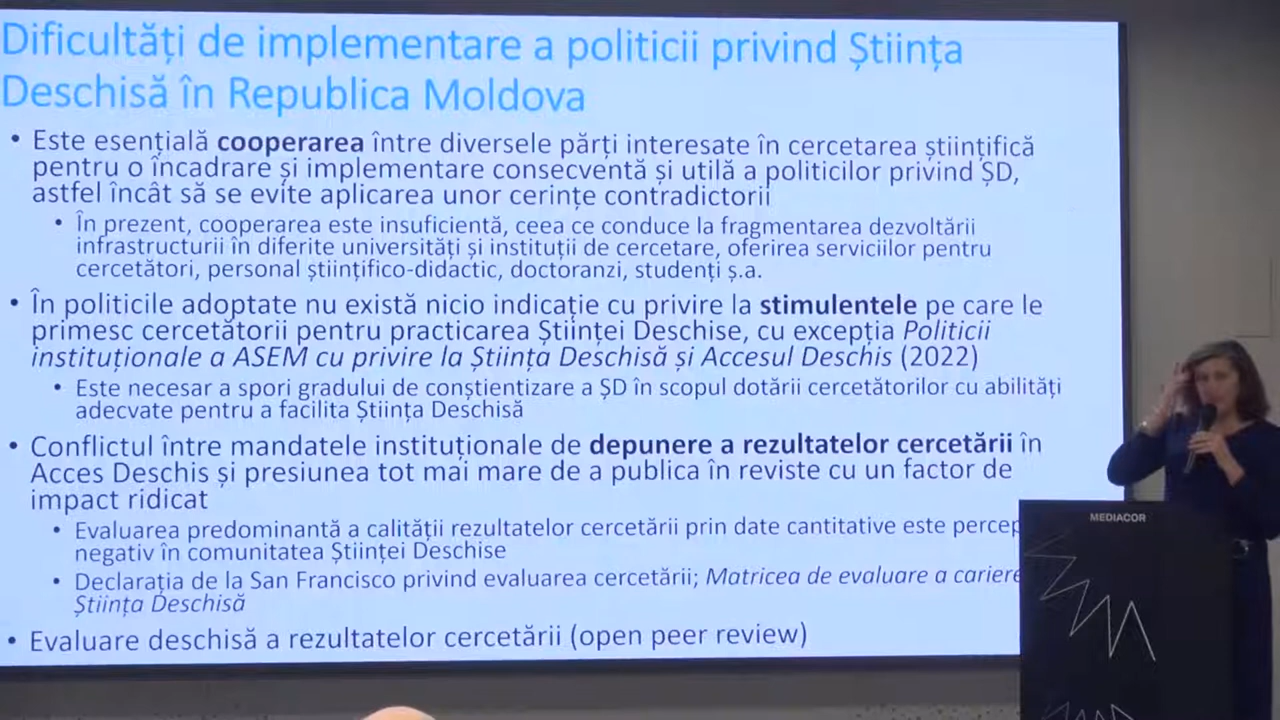 Dificultăți de implementare a politicii privind Știința
Deschisă în Republica Moldova
• Este esențială cooperarea între diversele părți interesate în cercetarea științifică
pentru o încadrare și implementare consecventă și utilă a politicilor privind ȘD,
astfel încât să se evite aplicarea unor cerințe contradictorii
• În prezent, cooperarea este insuficientă, ceea ce conduce la fragmentarea dezvoltării
infrastructurii în diferite universități și instituții de cercetare, oferirea serviciilor pentru
cercetători, personal științifico-didactic, doctoranzi, studenți ș.a.
• În politicile adoptate nu există nicio indicație cu privire la stimulentele pe care le
primesc cercetătorii pentru practicarea Științei Deschise, cu excepția Politicii
instituționale a ASEM cu privire la Știința Deschisă și Accesul Deschis (2022)
• Este necesar a spori gradului de conștientizare a ȘD în scopul dotării cercetătorilor cu abilități
adecvate pentru a facilita Știința Deschisă
• Conflictul între mandatele instituționale de depunere a rezultatelor cercetării în
Acces Deschis și presiunea tot mai mare de a publica în reviste cu un factor de
impact ridicat
• Evaluarea predominantă a calității rezultatelor cercetării prin date cantitative este
negativ în comunitatea Științei Deschise
• Declarația de la San Francisco privind evaluarea cercetării; Matricea de evaluare a
Știința Deschisă
• Evaluare deschisă a rezultatelor cercetării (open peer review)
MEDIACOR